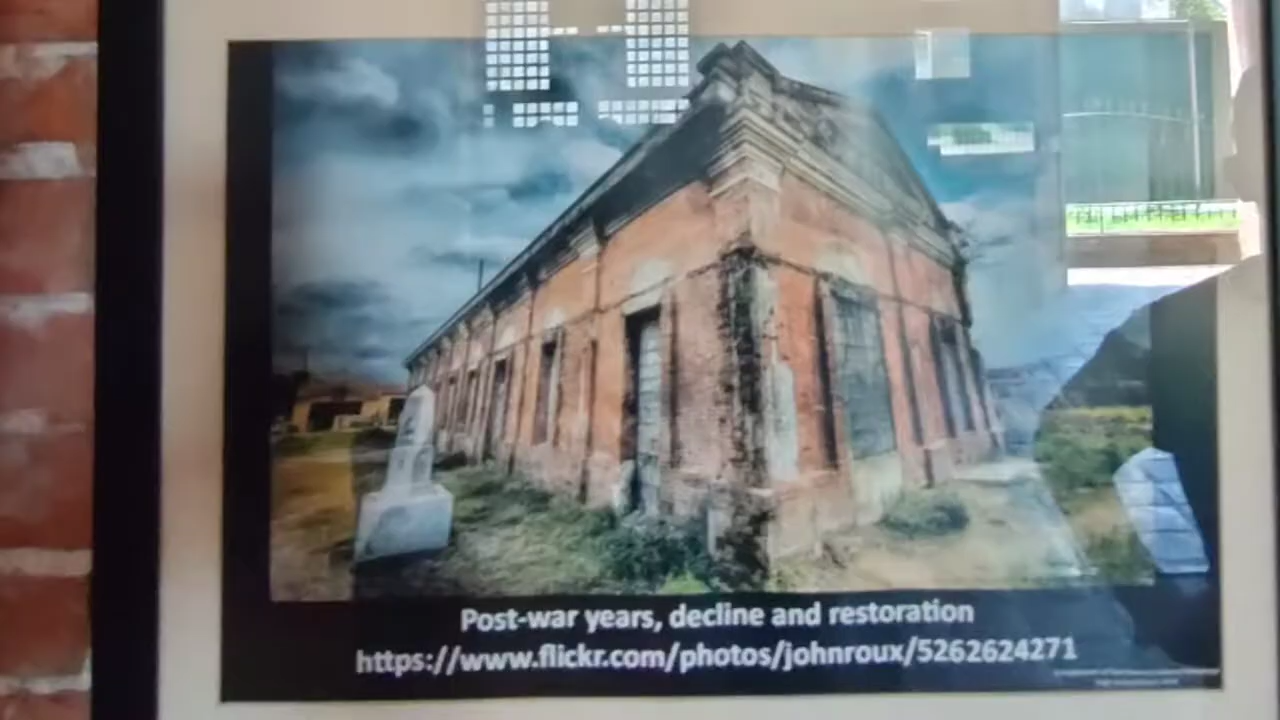 Post-war years, decline and restoration
https://www.flickr.com/photos/johnroux/5262624271